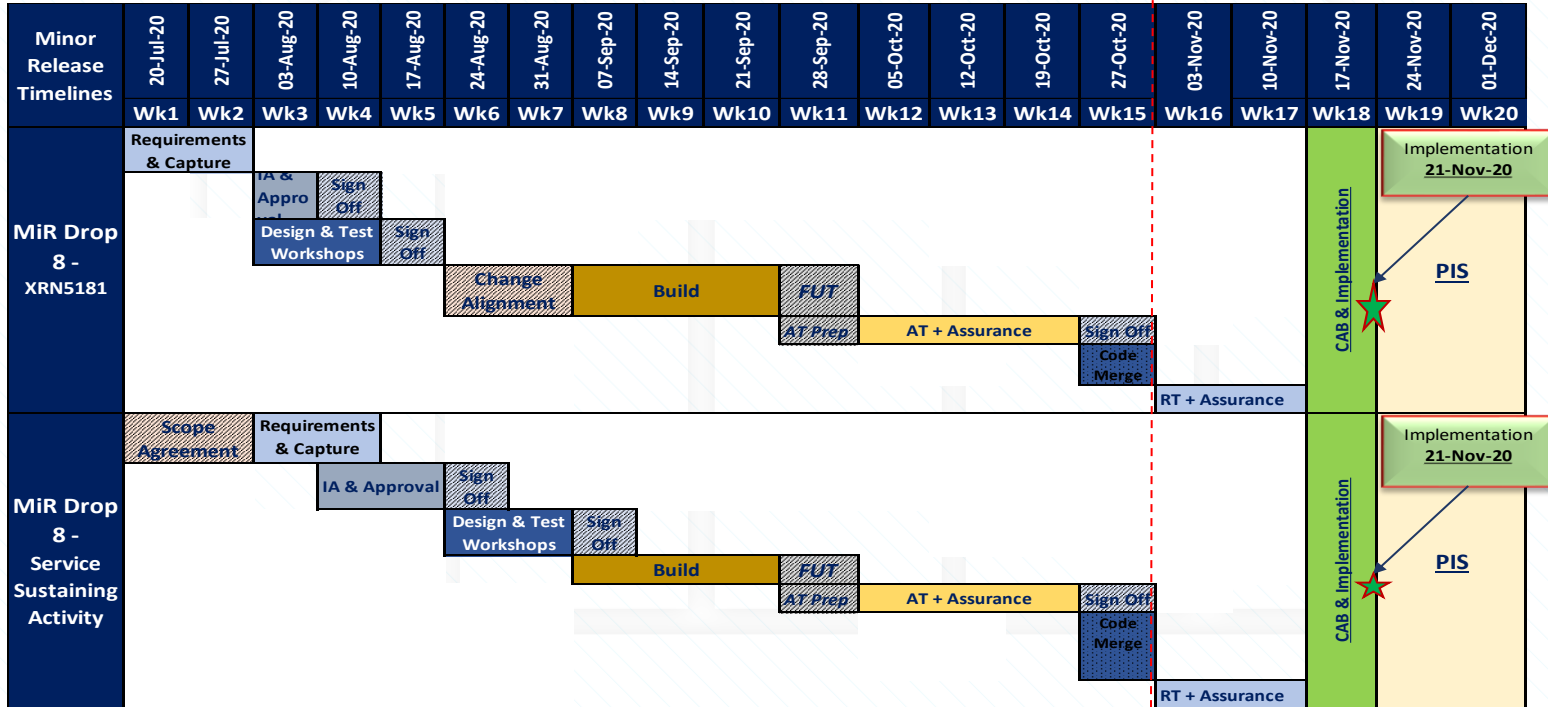 Minor
Release
Timelines
20-Jul-20
27-Jul-20
03-Aug-20
10-Aug-20
17-Aug-20
24-Aug-20
31-Aug-20
07-Sep-20
14-Sep-20
21-Sep-20
28-Sep-20
05-Oct-20
12-Oct-20
19-Oct-20
27-Oct-20
03-Nov-20
10-Nov-20
17-Nov-20
24-Nov-20
01-Dec-20
Wk1 Wk2 Wk3 Wk4 Wk5 Wk6 Wk7 Wk8 Wk9 Wk10 Wk11 Wk12 Wk13 Wk14 Wk15 Wk16 Wk17 Wk18 Wk19 Wk20
MiR Drop
8 -
XRN5181
Requirements
& Capture
IA &
Appro
val
Sign
Off
Design & Test
Workshops
Sign
Off
Change
Alignment
Build
FUT
AT Prep
AT + Assurance
Sign Off
Code
Merge
RT + Assurance
CAB & Implementation
Implementation
21-Nov-20
PIS
MiR Drop
8 -
Service
Sustaining
Activity
Scope
Agreement
Requirements
& Capture
IA & Approval
Sign
Off
Design & Test
Workshops
Sign
Off
Build
FUT
AT Prep
AT + Assurance
Sign Off
Code
Merge
RT + Assurance
CAB & Implementation
Implementation
21-Nov-20
PIS